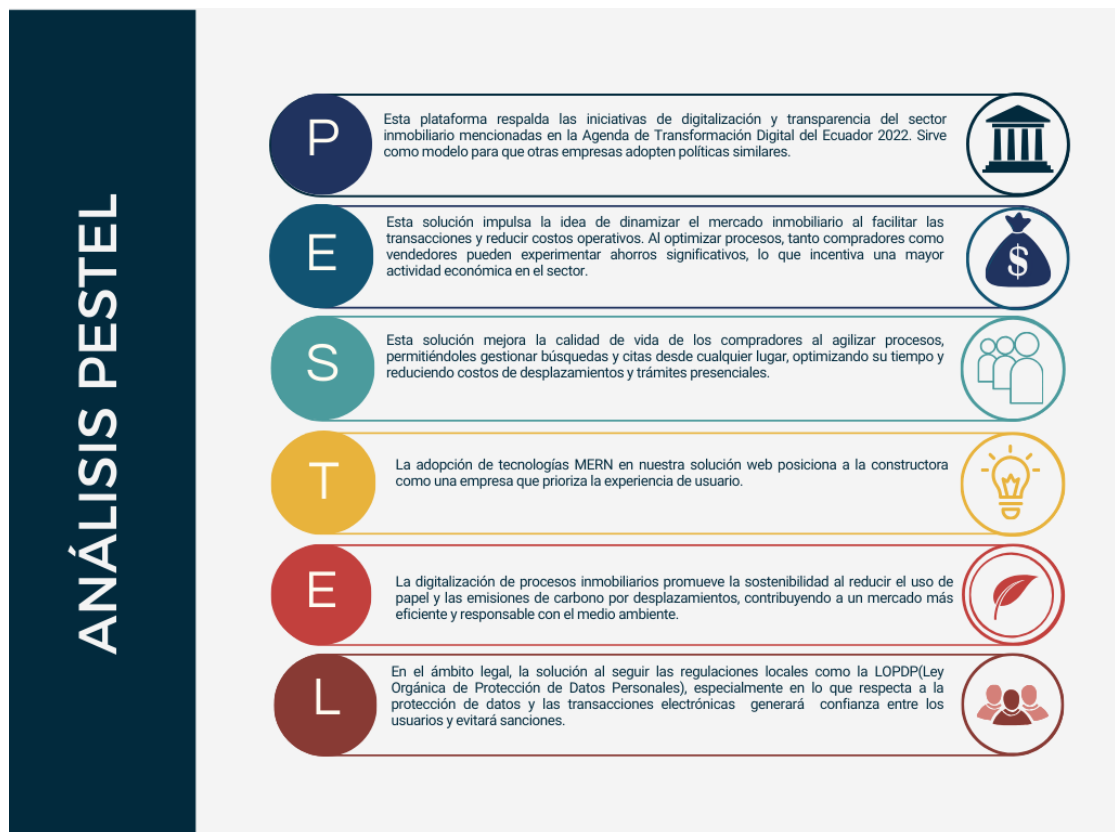 ANÁLISIS PESTEL
P
Esta plataforma respalda las iniciativas de digitalización y transparencia del sector
inmobiliario mencionadas en la Agenda de Transformación Digital del Ecuador 2022. Sirve
como modelo para que otras empresas adopten políticas similares.
E
Esta solución impulsa la idea de dinamizar el mercado inmobiliario al facilitar las
transacciones y reducir costos operativos. Al optimizar procesos, tanto compradores como
vendedores pueden experimentar ahorros significativos, lo que incentiva una mayor
actividad económica en el sector.
$
S
Esta solución mejora la calidad de vida de los compradores al agilizar procesos,
permitiéndoles gestionar búsquedas y citas desde cualquier lugar, optimizando su tiempo y
reduciendo costos de desplazamientos y trámites presenciales.
T
La adopción de tecnologías MERN en nuestra solución web posiciona a la constructora
como una empresa que prioriza la experiencia de usuario.
E
La digitalización de procesos inmobiliarios promueve la sostenibilidad al reducir el uso de
papel y las emisiones de carbono por desplazamientos, contribuyendo a un mercado más
eficiente y responsable con el medio ambiente.
L
En el ámbito legal, la solución al seguir las regulaciones locales como la LOPDP(Ley
Orgánica de Protección de Datos Personales), especialmente en lo que respecta a la
protección de datos y las transacciones electrónicas generará confianza entre los
usuarios y evitará sanciones.